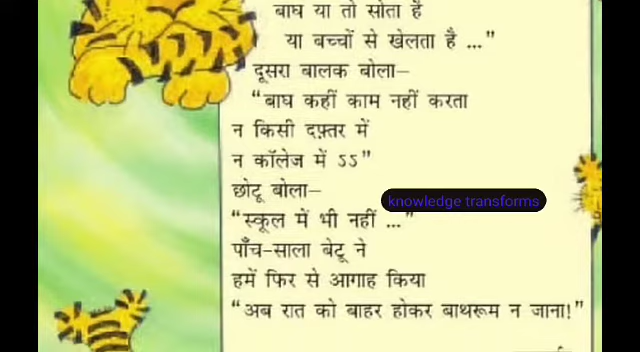 बाघ या तो सोता है
या बच्चों से खेलता है ..."
दूसरा बालक बोला–
"बाघ कहीं काम नहीं करता
न किसी दफ़्तर में
न कॉलेज में ऽऽ"
छोटू बोला–
knowledge transforms
"स्कूल में भी नहीं ..."
पाँच-साला बेटू ने
हमें फिर से आगाह किया
"अब रात को बाहर होकर बाथरूम न जाना!"